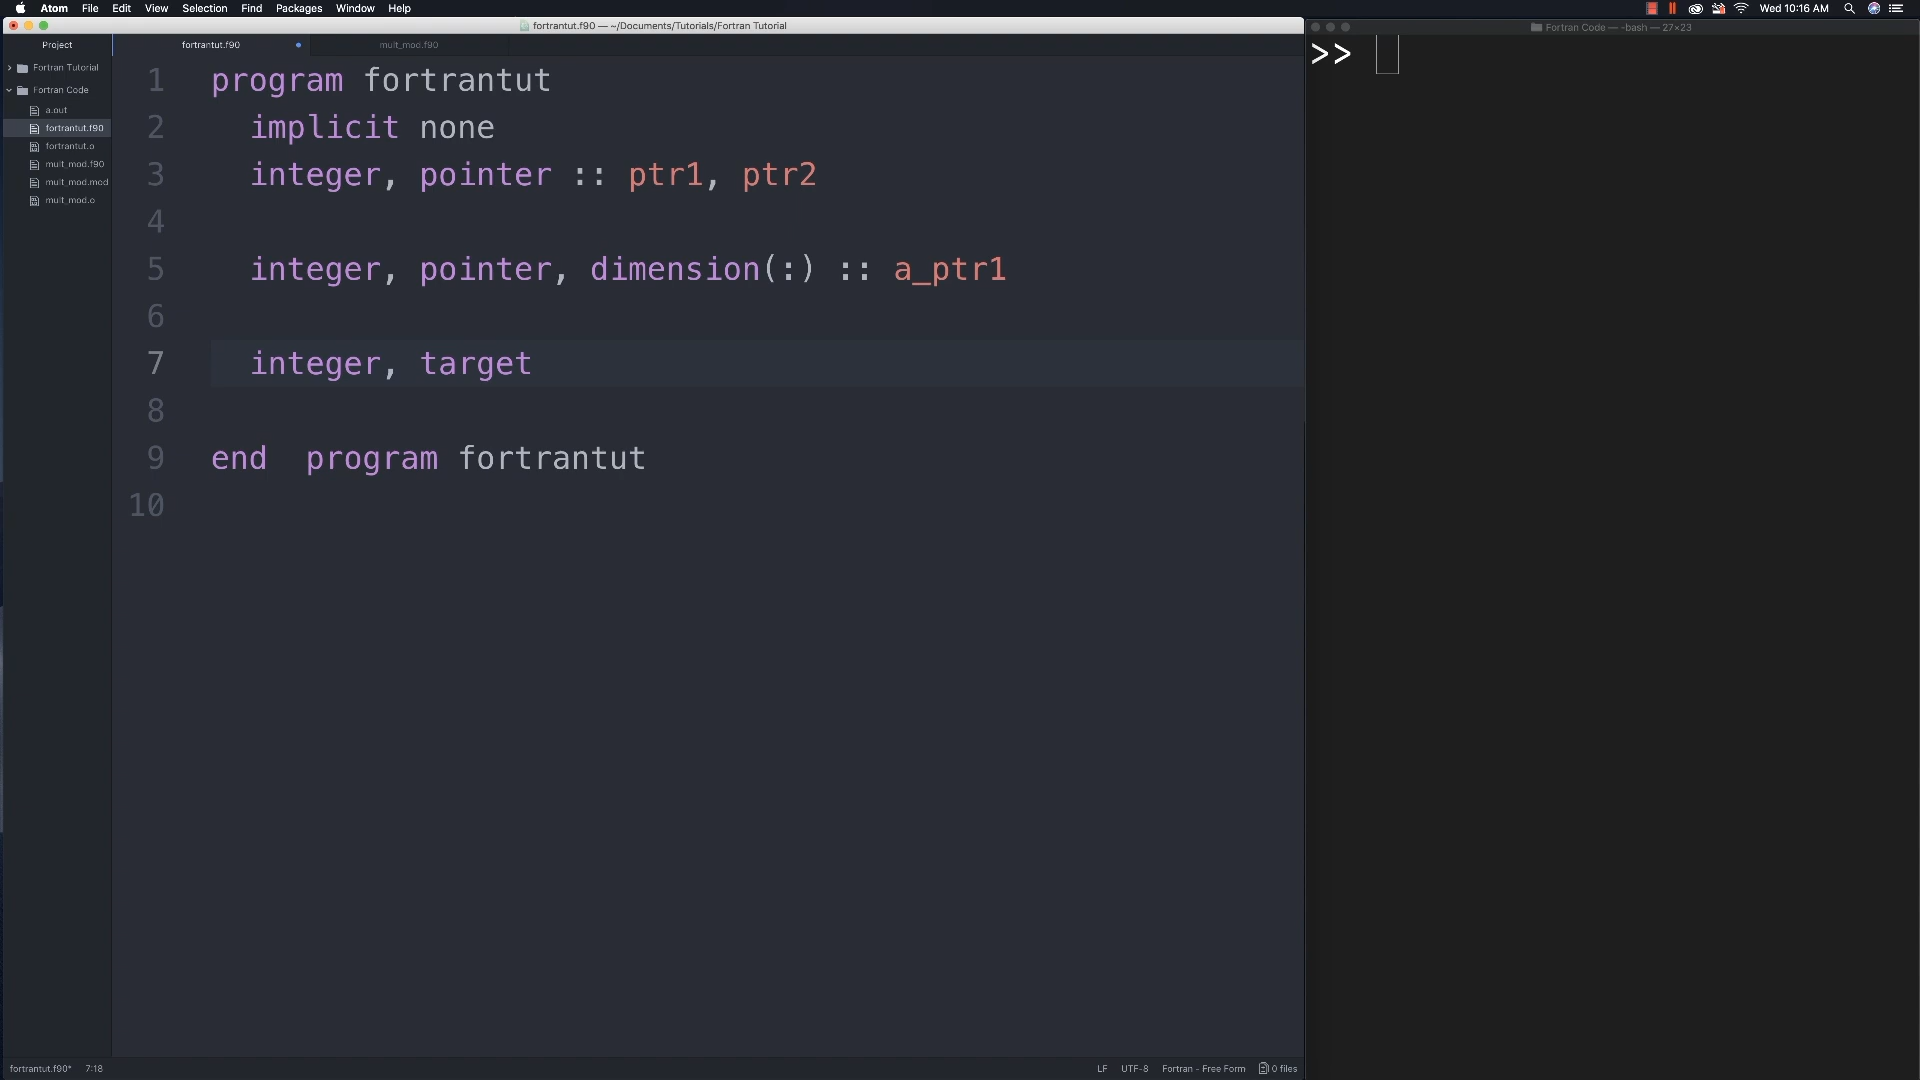 Atom File Edit View Selection Find Packages Window Help Wed 10:16 AM
fortrantut.f90 — ~/Documents/Tutorials/Fortran Tutorial
Fortran Code — -bash — 27×23
Project
fortrantut.f90 mult_mod.f90
Fortran Tutorial
Fortran Code
a.out
fortrantut.f90
fortrantut.o
mult_mod.f90
mult_mod.mod
mult_mod.o
1 program fortrantut
2 implicit none
3 integer, pointer :: ptr1, ptr2
4
5 integer, pointer, dimension(:) :: a_ptr1
6
7 integer, target
8
9 end  program fortrantut
10
>>
fortrantut.f90* 7:18 LF UTF-8 Fortran - Free Form 0 files